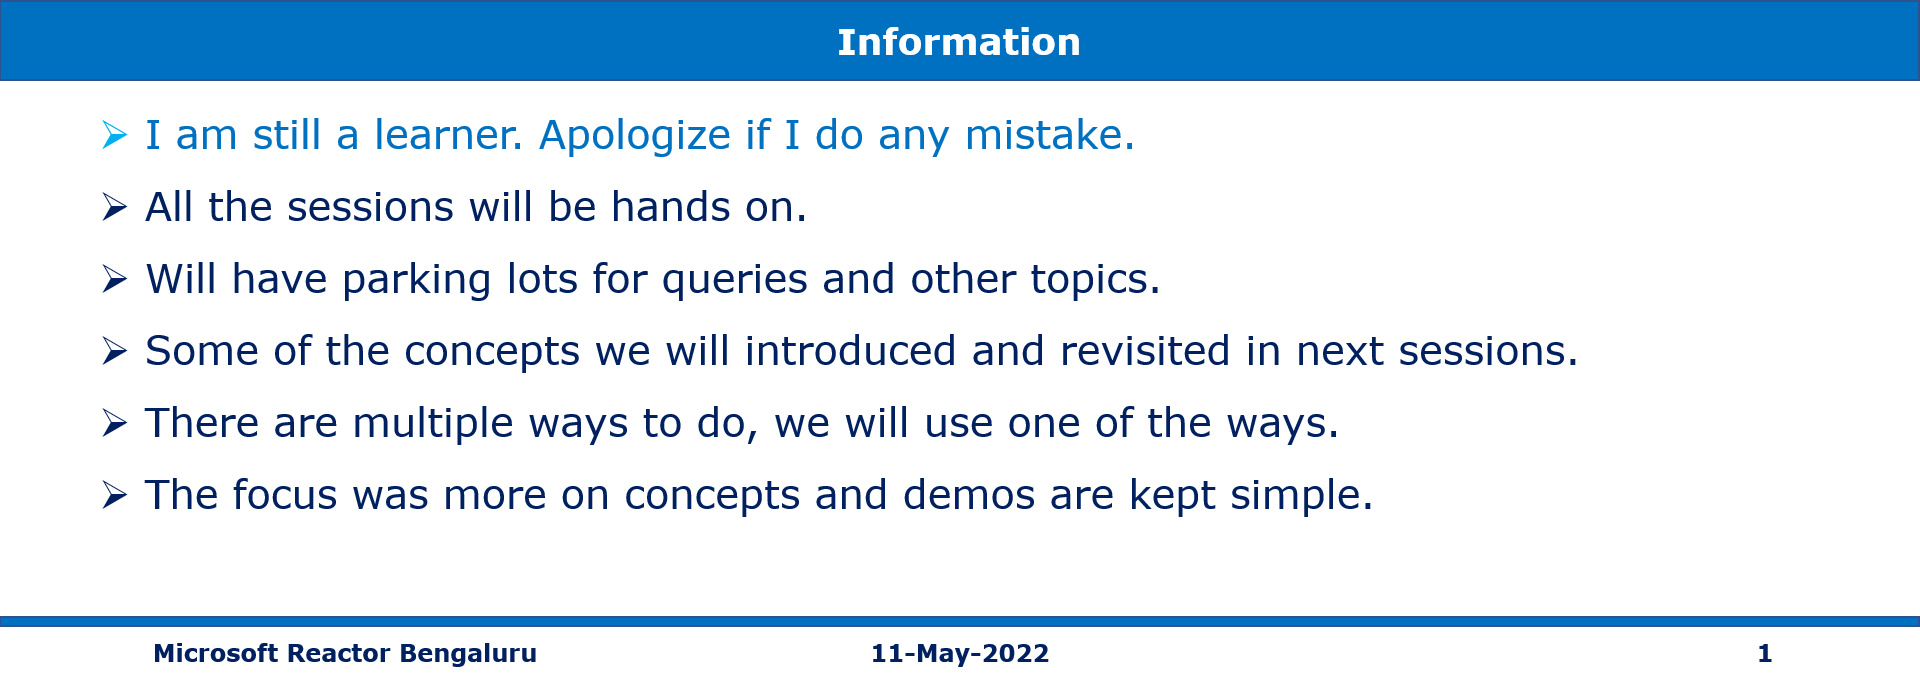 Information
I am still a learner. Apologize if I do any mistake.
All the sessions will be hands on.
Will have parking lots for queries and other topics.
Some of the concepts we will introduced and revisited in next sessions.
There are multiple ways to do, we will use one of the ways.
The focus was more on concepts and demos are kept simple.
Microsoft Reactor Bengaluru 11-May-2022 1